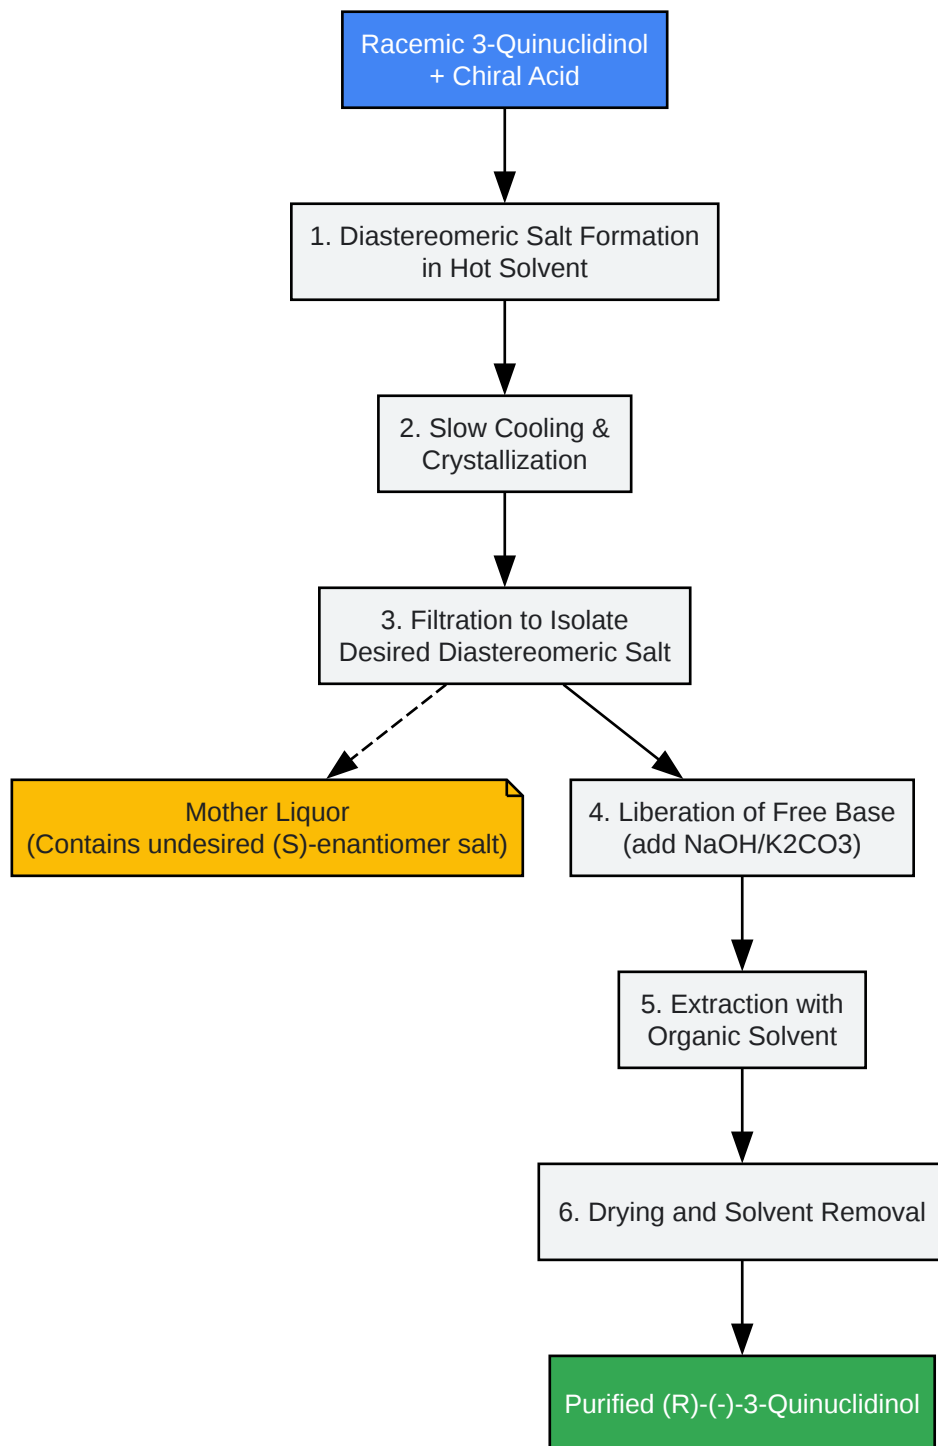 Racemic 3-Quinuclidinol
+ Chiral Acid
1. Diastereomeric Salt Formation
in Hot Solvent
2. Slow Cooling &
Crystallization
3. Filtration to Isolate
Desired Diastereomeric Salt
Mother Liquor
(Contains undesired (S)-enantiomer salt)
4. Liberation of Free Base
(add NaOH/K2CO3)
5. Extraction with
Organic Solvent
6. Drying and Solvent Removal
Purified (R)-(-)-3-Quinuclidinol